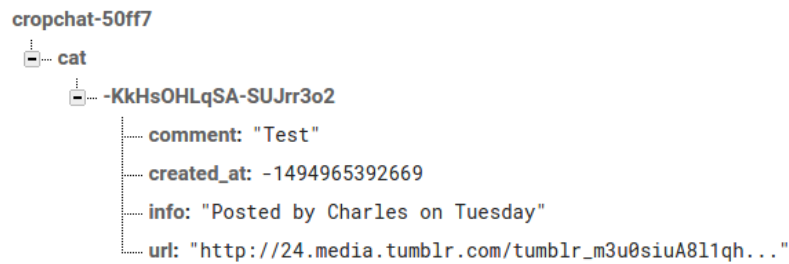 cropchat-50ff7
cat
-KkHsOHLqSA-SUJrr3o2
comment: "Test"
created_at: -1494965392669
info: "Posted by Charles on Tuesday"
url: "http://24.media.tumblr.com/tumblr_m3u0siuA8l1qh..."